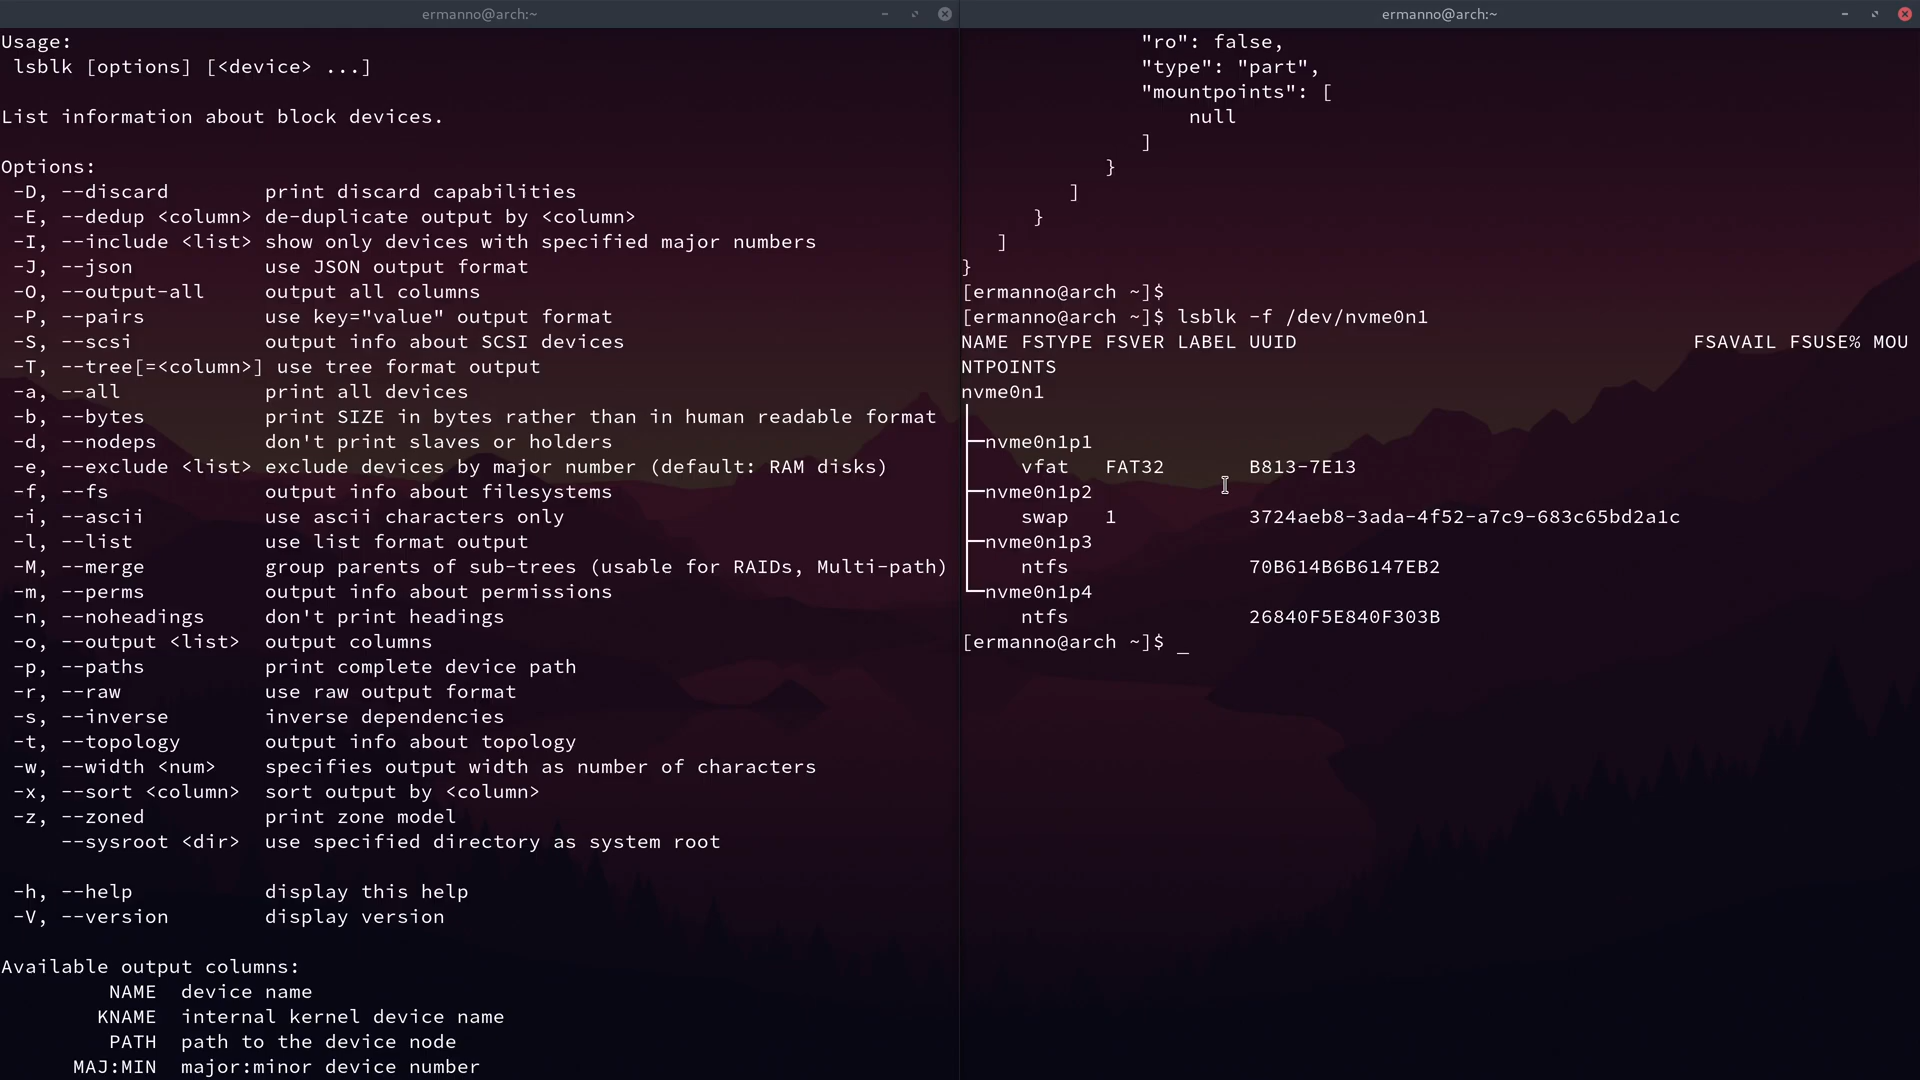 ermanno@arch:~
Usage:
 lsblk [options] [<device> ...]

List information about block devices.

Options:
 -D, --discard        print discard capabilities
 -E, --dedup <column> de-duplicate output by <column>
 -I, --include <list> show only devices with specified major numbers
 -J, --json           use JSON output format
 -O, --output-all     output all columns
 -P, --pairs          use key="value" output format
 -S, --scsi           output info about SCSI devices
 -T, --tree[=<column>] use tree format output
 -a, --all            print all devices
 -b, --bytes          print SIZE in bytes rather than in human readable format
 -d, --nodeps         don't print slaves or holders
 -e, --exclude <list> exclude devices by major number (default: RAM disks)
 -f, --fs             output info about filesystems
 -i, --ascii          use ascii characters only
 -l, --list           use list format output
 -M, --merge          group parents of sub-trees (usable for RAIDs, Multi-path)
 -m, --perms          output info about permissions
 -n, --noheadings     don't print headings
 -o, --output <list>  output columns
 -p, --paths          print complete device path
 -r, --raw            use raw output format
 -s, --inverse        inverse dependencies
 -t, --topology       output info about topology
 -w, --width <num>    specifies output width as number of characters
 -x, --sort <column>  sort output by <column>
 -z, --zoned          print zone model
     --sysroot <dir>  use specified directory as system root

 -h, --help           display this help
 -V, --version        display version

Available output columns:
         NAME  device name
        KNAME  internal kernel device name
         PATH  path to the device node
      MAJ:MIN  major:minor device number
ermanno@arch:~
               "ro": false,
               "type": "part",
               "mountpoints": [
                   null
               ]
            }
         ]
      }
   ]
}
[ermanno@arch ~]$
[ermanno@arch ~]$ lsblk -f /dev/nvme0n1
NAME FSTYPE FSVER LABEL UUID                                 FSAVAIL FSUSE% MOU
NTPOINTS
nvme0n1
├─nvme0n1p1
     vfat   FAT32       B813-7E13
├─nvme0n1p2
     swap   1           3724aeb8-3ada-4f52-a7c9-683c65bd2a1c
├─nvme0n1p3
     ntfs               70B614B6B6147EB2
└─nvme0n1p4
     ntfs               26840F5E840F303B
[ermanno@arch ~]$ _